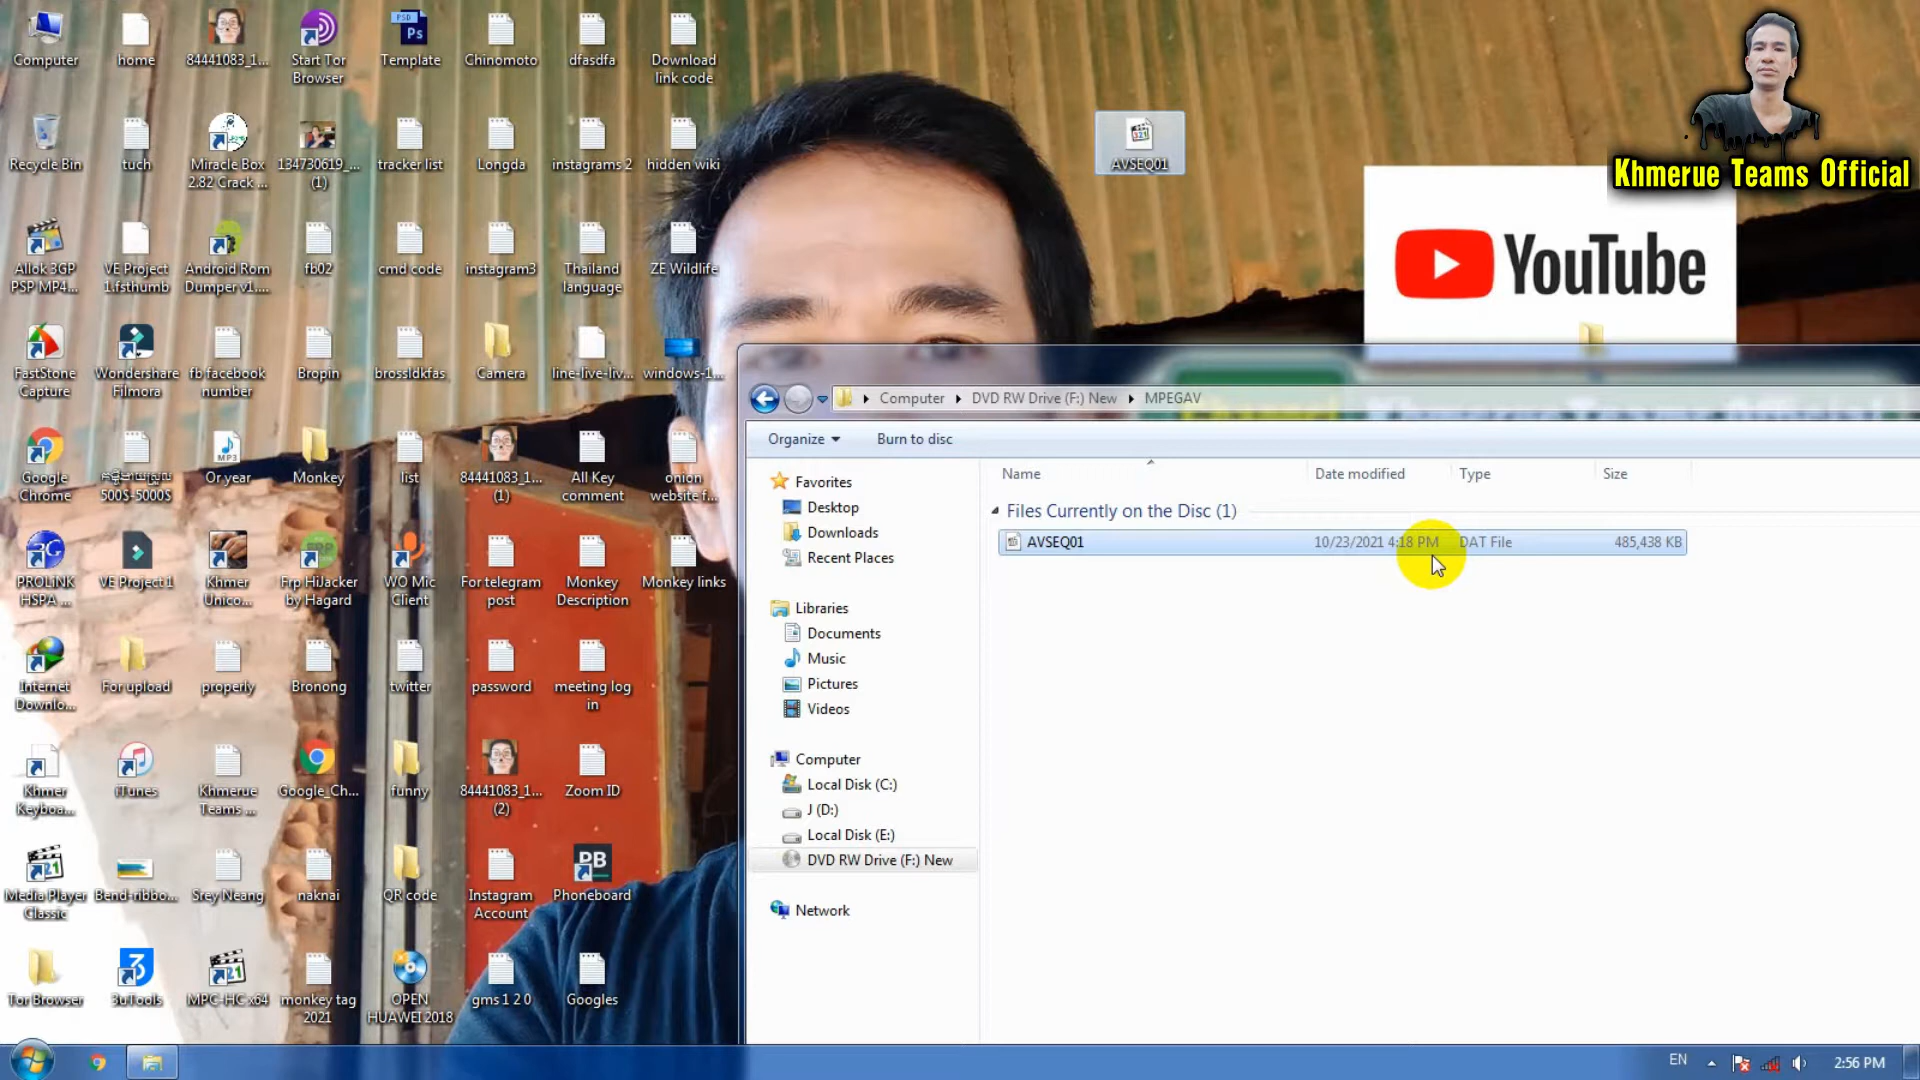 Computer
home
84441083_1...
Start Tor
Browser
Template
Chinomoto
dfasdfa
Download
link code
Khmerue Teams Official
Recycle Bin
tuch
Miracle Box
2.82 Crack ...
134730619_...
(1)
tracker list
Longda
instagrams 2
hidden wiki
AVSEQ01
YouTube
Allok 3GP
PSP MP4...
VE Project
1.fsthumb
Android Rom
Dumper v1....
fb02
cmd code
instagram3
Thailand
language
ZE Wildlife
FastStone
Capture
Wondershare
Filmora
fb facebook
number
Bropin
brossldkfas
Camera
line-live-liv...
windows-1...
Google
Chrome
500$-5000$
Or year
Monkey
list
84441083_1...
(1)
All Key
comment
onion
website f...
PROLiNK
HSPA ...
VE Project1
Khmer
Unico...
Frp HiJacker
by Hagard
WO Mic
Client
For telegram
post
Monkey
Description
Monkey links
Internet
Downlo...
For upload
properly
Bronong
twitter
password
meeting log
in
Khmer
Keyboa...
iTunes
Khmerue
Teams ...
Google_Ch...
funny
84441083_1...
(2)
Zoom ID
Media Player
Classic
Bend-ribbo...
Srey Neang
naknai
QR code
Instagram
Account
Phoneboard
Tor Browser
3uTools
MPC-HC x64
monkey tag
2021
OPEN
HUAWEI 2018
gms 1 2 0
Googles
Computer
DVD RW Drive (F:) New
MPEGAV
Organize
Burn to disc
Name
Date modified
Type
Size
Files Currently on the Disc (1)
AVSEQ01
10/23/2021 4:18 PM
DAT File
485,438 KB
Favorites
Desktop
Downloads
Recent Places
Libraries
Documents
Music
Pictures
Videos
Computer
Local Disk (C:)
J (D:)
Local Disk (E:)
DVD RW Drive (F:) New
Network
EN
2:56 PM